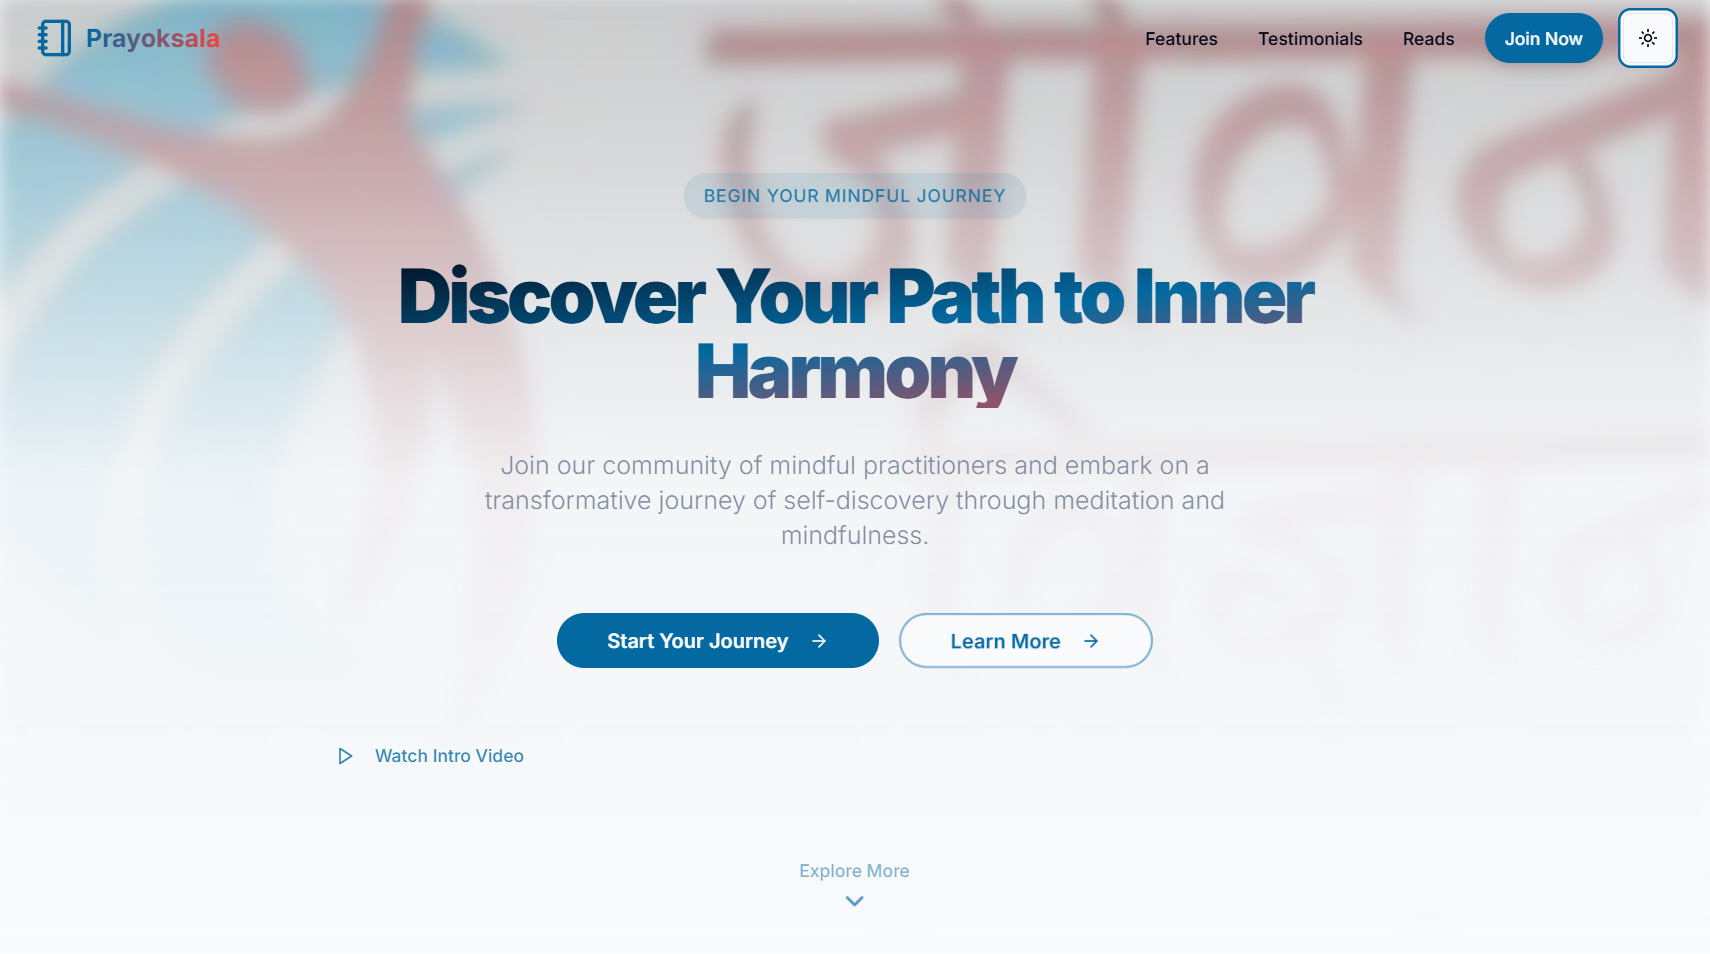 Prayoksala
Features
Testimonials
Reads
Join Now
जीवन
BEGIN YOUR MINDFUL JOURNEY
Discover Your Path to Inner
Harmony
Join our community of mindful practitioners and embark on a
transformative journey of self-discovery through meditation and
mindfulness.
Start Your Journey
Learn More
Watch Intro Video
Explore More